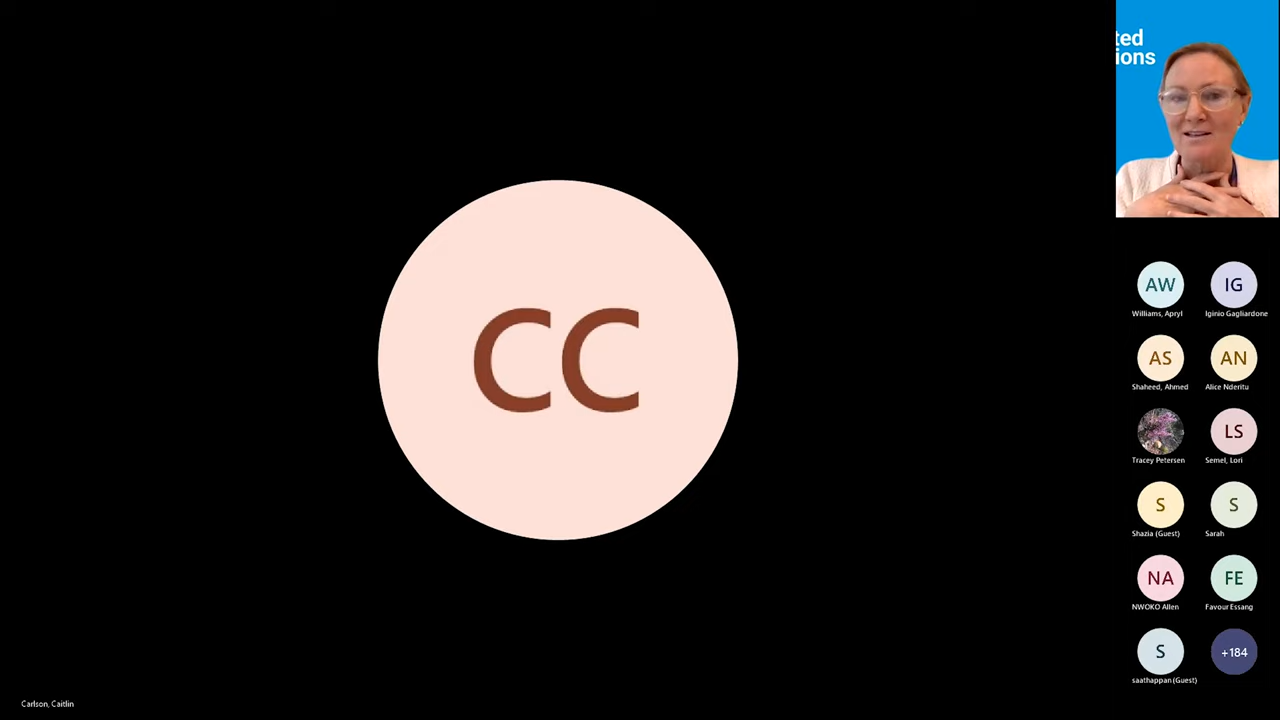 ted
ions
CC
AW
IG
Williams, Apryl
Iginio Gagliardone
AS
AN
Shaheed, Ahmed
Alice Nderitu
LS
Tracey Petersen
Semel, Lori
S
S
Shazia (Guest)
Sarah
NA
FE
NWOKO Allen
Favour Essang
S
+184
saathappan (Guest)
Carlson, Caitlin